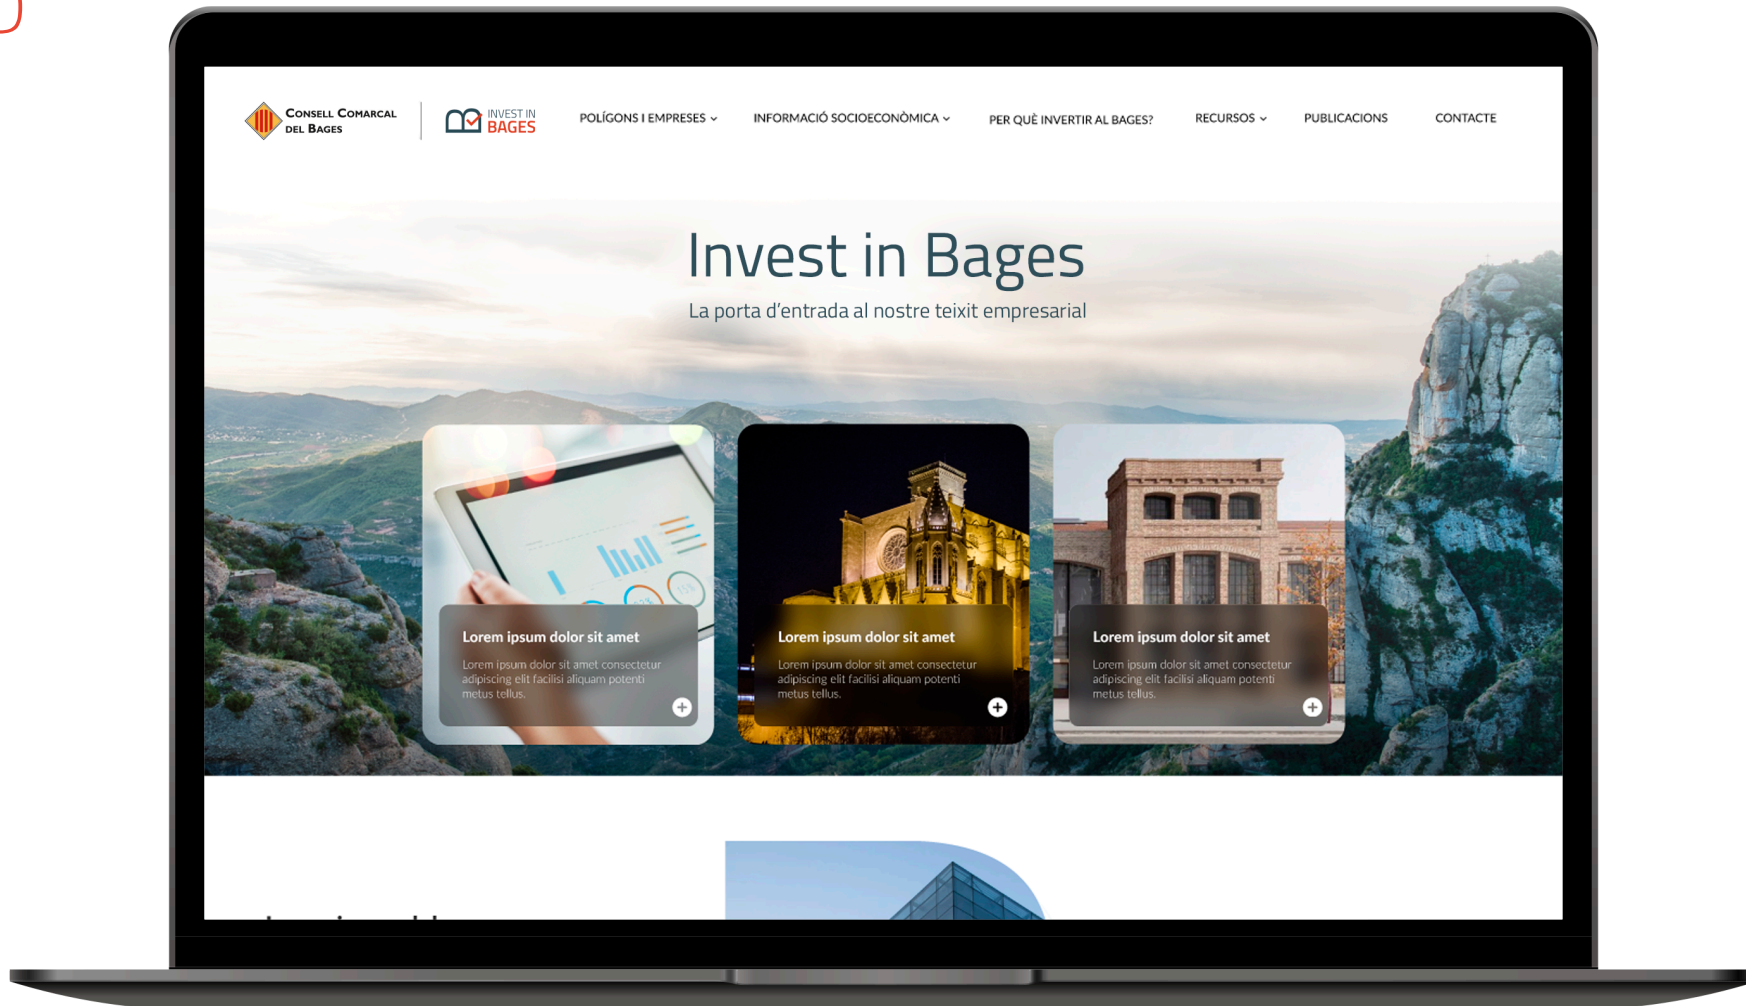 CONSELL COMARCAL
DEL BAGES
INVEST IN
BAGES
POLÍGONS I EMPRESES
INFORMACIÓ SOCIOECONÒMICA
PER QUÈ INVERTIR AL BAGES?
RECURSOS
PUBLICACIONS
CONTACTE
Invest in Bages
La porta d'entrada al nostre teixit empresarial
Lorem ipsum dolor sit amet
Lorem ipsum dolor sit amet consectetur
adipiscing elit facilisi aliquam potenti
metus tellus.
Lorem ipsum dolor sit amet
Lorem ipsum dolor sit amet consectetur
adipiscing elit facilisi aliquam potenti
metus tellus.
Lorem ipsum dolor sit amet
Lorem ipsum dolor sit amet consectetur
adipiscing elit facilisi aliquam potenti
metus tellus.